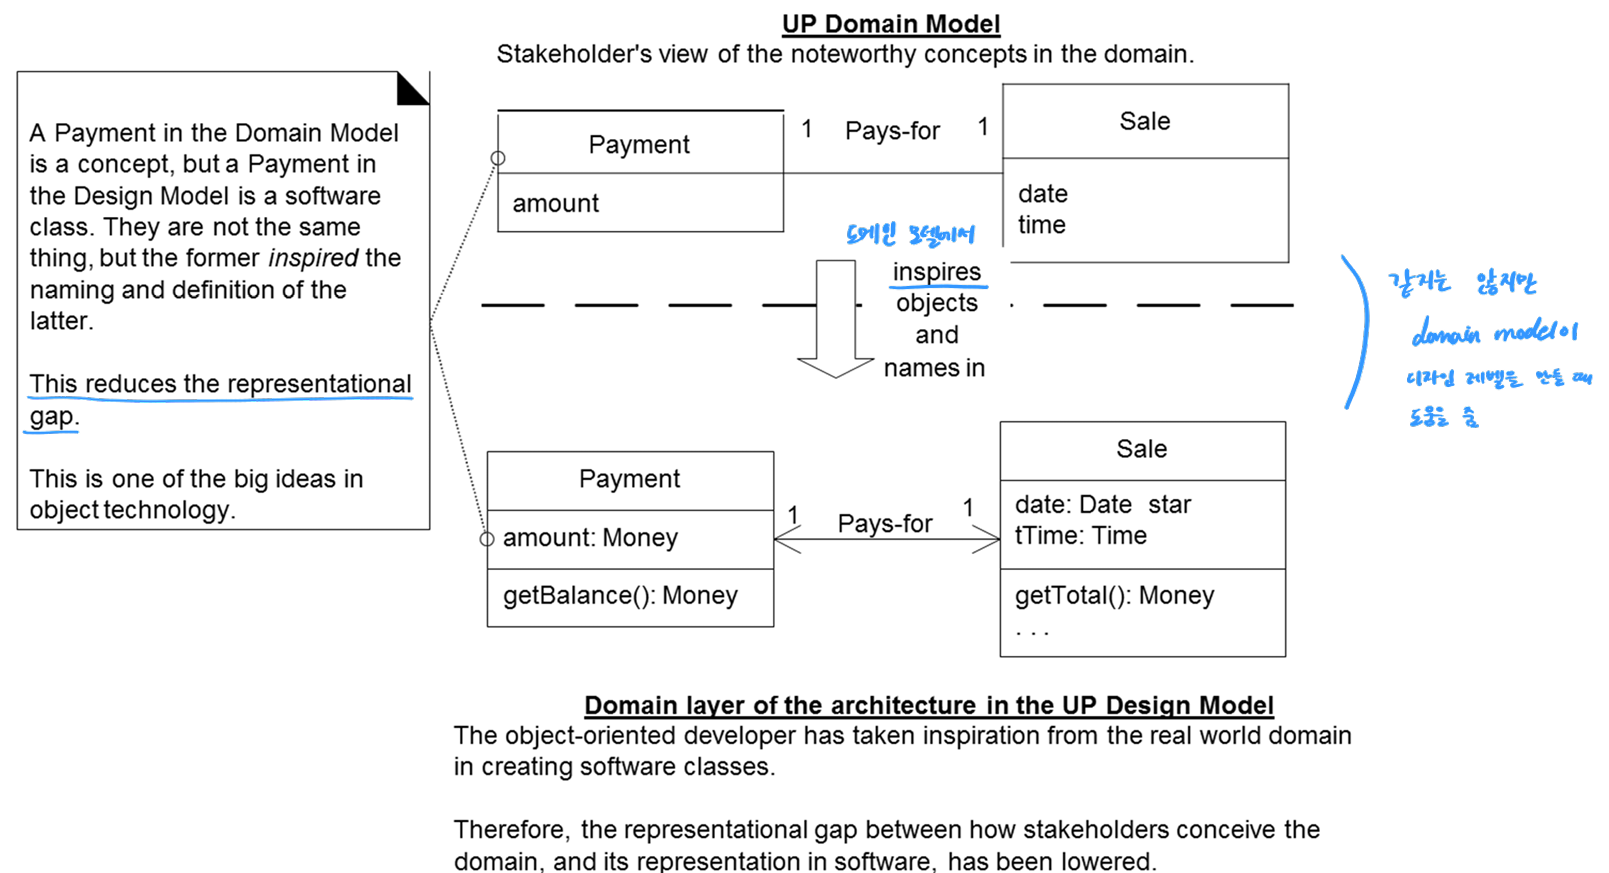 UP Domain Model
Stakeholder's view of the noteworthy concepts in the domain.
A Payment in the Domain Model
is a concept, but a Payment in
the Design Model is a software
class. They are not the same
thing, but the former inspired the
naming and definition of the
latter.
This reduces the representational
gap.
This is one of the big ideas in
object technology.
Payment
amount
1 Pays-for 1
Sale
date
time
도메인 모델에서
inspires
objects
and
names in
같지는 않지만
domain model이
디자인 레벨을 만들 때
도움을 줌
Payment
amount: Money
getBalance(): Money
1 Pays-for 1
Sale
date: Date star
tTime: Time
getTotal(): Money
. . .
Domain layer of the architecture in the UP Design Model
The object-oriented developer has taken inspiration from the real world domain
in creating software classes.
Therefore, the representational gap between how stakeholders conceive the
domain, and its representation in software, has been lowered.